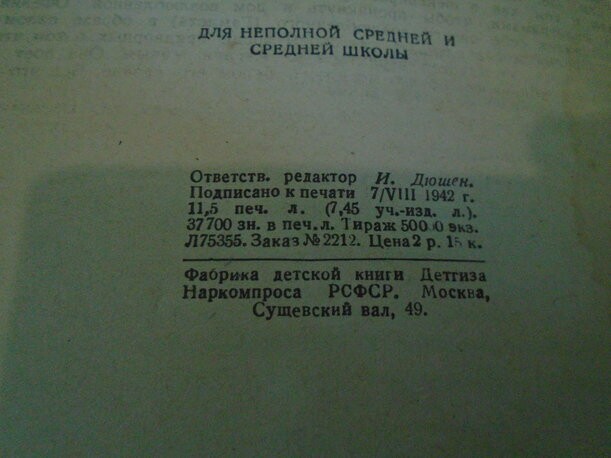 ДЛЯ НЕПОЛНОЙ СРЕДНЕЙ И
СРЕДНЕЙ ШКОЛЫ
Ответств. редактор И. Дюшен.
Подписано к печати 7/VIII 1942 г.
11,5 печ. л. (7,45 уч.-изд. л.).
37700 зн. в печ. л. Тираж 50000 экз.
Л75355. Заказ № 2212. Цена 2 р. к.
Фабрика детской книги Детгиза
Наркомпроса РСФСР. Москва,
Сущевский вал, 49.